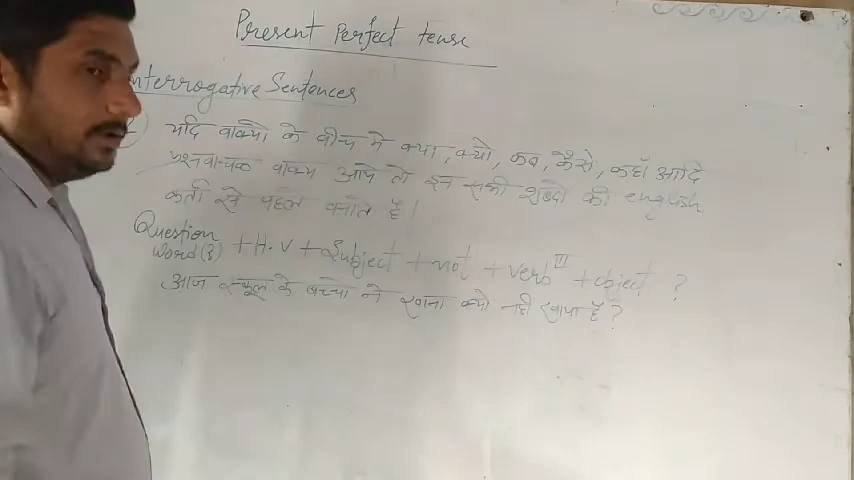 Present Perfect tense
Interrogative Sentences
यदि वाक्यो के बीच मे क्या, क्यो, कब, कैसे, कहाँ आदि
प्रश्नवाचक वाक्य आये तो इन सभी शब्दो की english
कर्ता से पहले बनाते है।
Question
word(?) + H.V + Subject + not + verb III + object ?
आज स्कूल के बच्चो ने खाना क्यो नही खाया है?